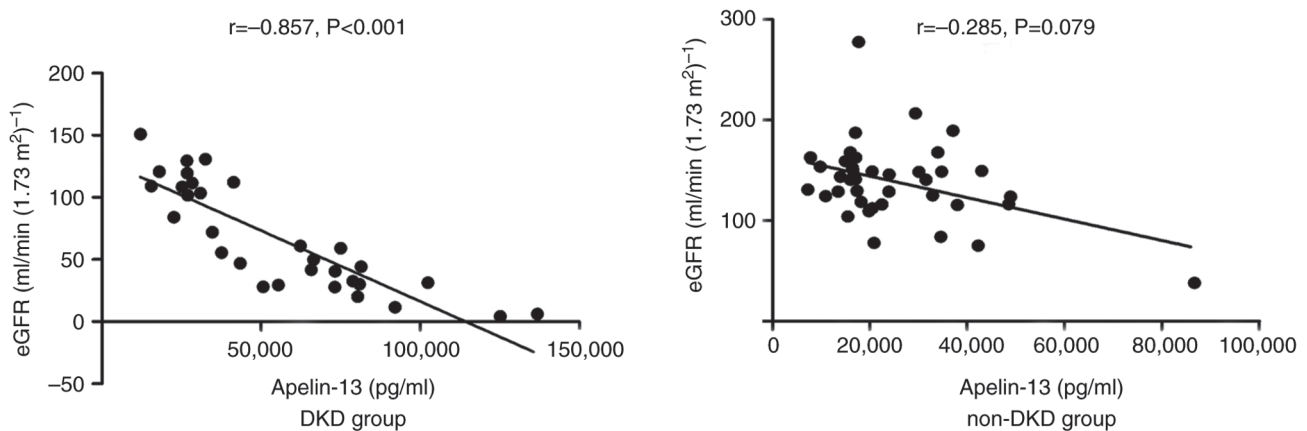 r=–0.857, P<0.001
200
150
100
50
0
–50
eGFR (ml/min (1.73 m²)⁻¹)
50,000
100,000
150,000
Apelin-13 (pg/ml)
DKD group
r=–0.285, P=0.079
300
200
100
eGFR (ml/min (1.73 m²)⁻¹)
0
20,000
40,000
60,000
80,000
100,000
Apelin-13 (pg/ml)
non-DKD group